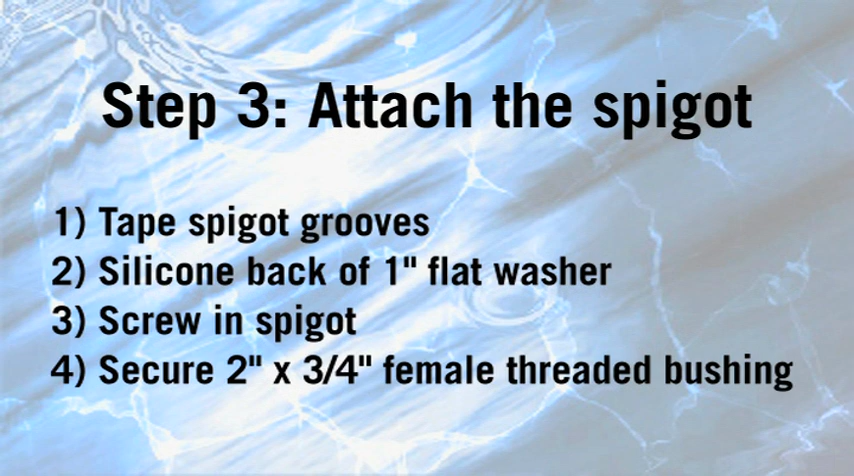 Step 3: Attach the spigot
1) Tape spigot grooves
2) Silicone back of 1" flat washer
3) Screw in spigot
4) Secure 2" x 3/4" female threaded bushing